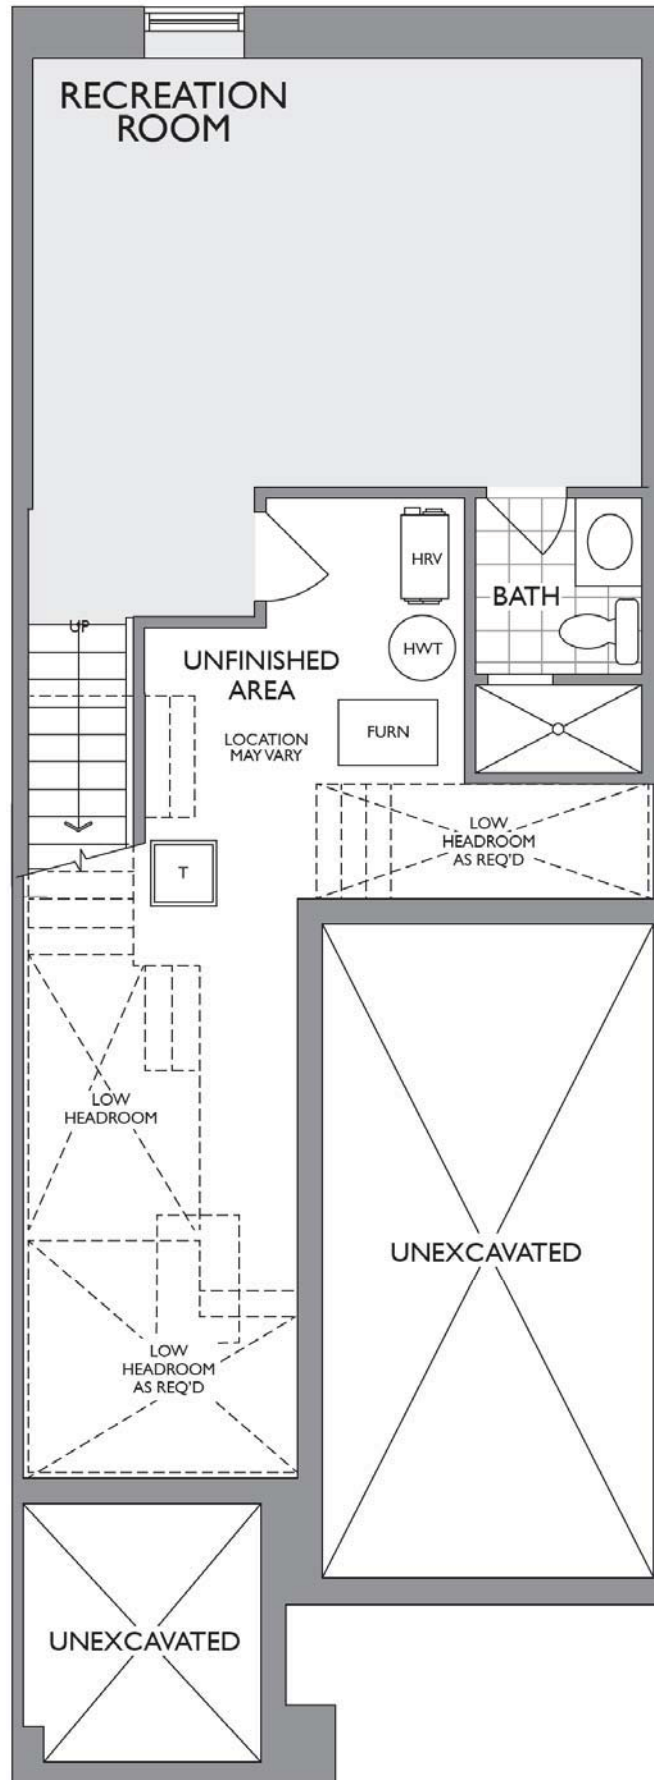 RECREATION
ROOM
HRV
BATH
HWT
UP
UNFINISHED
AREA
LOCATION
MAY VARY
FURN
LOW
HEADROOM
AS REQ'D
T
LOW
HEADROOM
UNEXCAVATED
LOW
HEADROOM
AS REQ'D
UNEXCAVATED